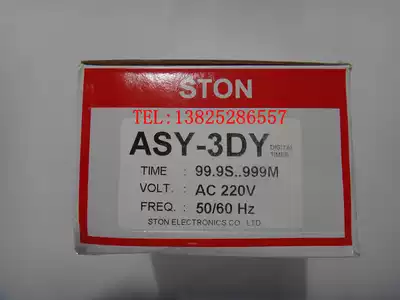 STON
TEL:13825286557
ASY-3DY DIGITAL TIMER
TIME : 99.9S..999M
VOLT. : AC 220V
FREQ. : 50/60 Hz
STON ELECTRONICS CO. LTD